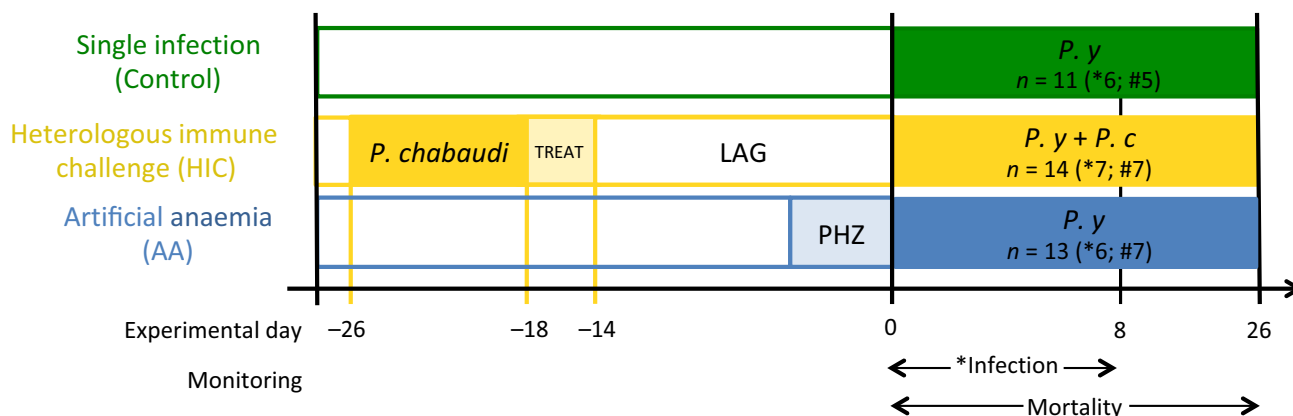 Single infection
(Control)
P. y
n = 11 (*6; #5)
Heterologous immune
challenge (HIC)
P. chabaudi
TREAT
LAG
P. y + P. c
n = 14 (*7; #7)
Artificial anaemia
(AA)
PHZ
P. y
n = 13 (*6; #7)
Experimental day
–26
–18
–14
0
8
26
Monitoring
*Infection
Mortality